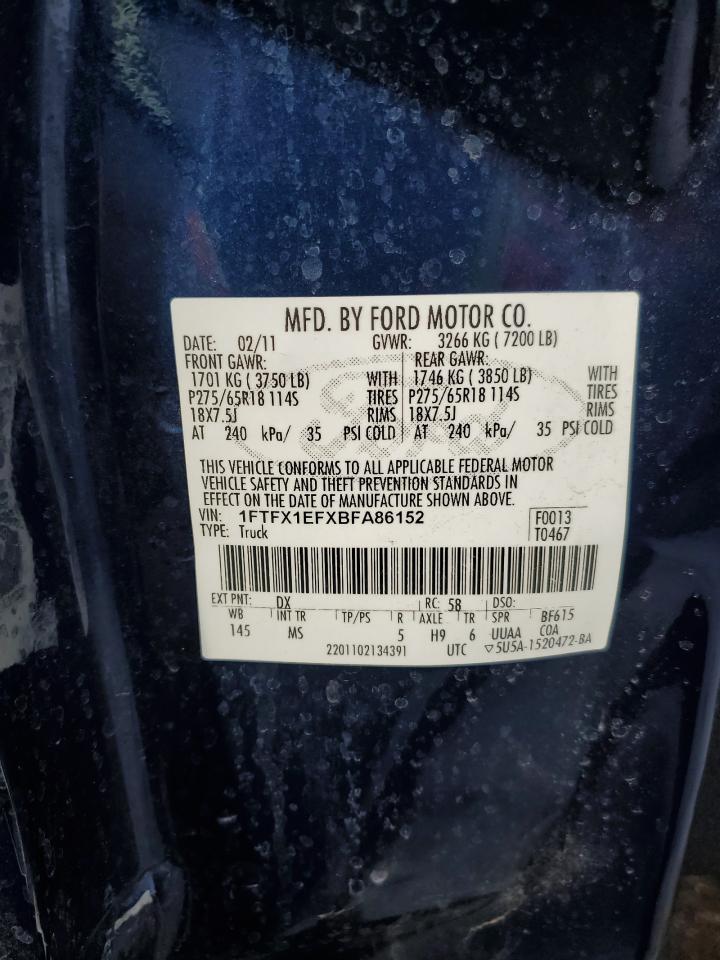 MFD. BY FORD MOTOR CO.
DATE: 02/11 GVWR: 3266 KG ( 7200 LB)
FRONT GAWR: REAR GAWR:
1701 KG ( 3750 LB) WITH 1746 KG ( 3850 LB) WITH
P275/65R18 114S TIRES P275/65R18 114S TIRES
18X7.5J RIMS 18X7.5J RIMS
AT 240 kPa/ 35 PSI COLD AT 240 kPa/ 35 PSI COLD
THIS VEHICLE CONFORMS TO ALL APPLICABLE FEDERAL MOTOR
VEHICLE SAFETY AND THEFT PREVENTION STANDARDS IN
EFFECT ON THE DATE OF MANUFACTURE SHOWN ABOVE.
VIN: 1FTFX1EFXBFA86152 F0013
TYPE: Truck T0467
EXT PNT: DX RC: 58 DSO:
WB INT TR TP/PS R AXLE TR SPR BF615
145 MS 5 H9 6 UUAA COA
2201102134391 UTC ▽5U5A-1520472-BA